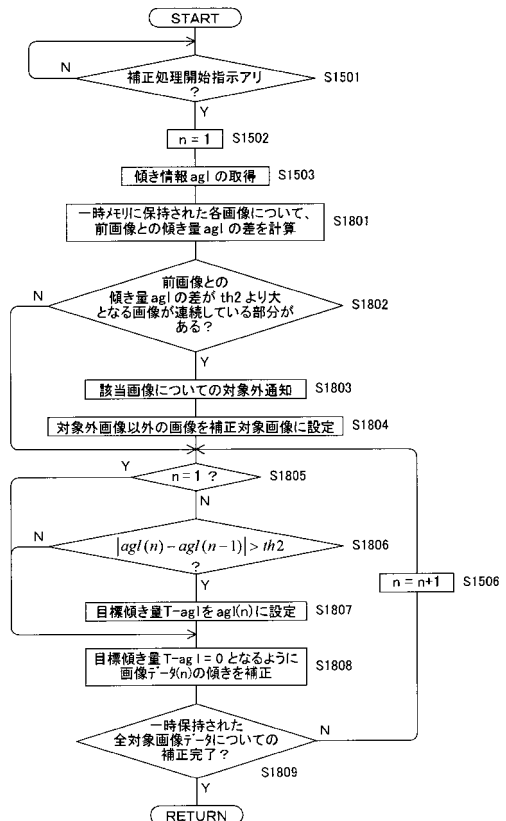 START
N
補正処理開始指示アリ
?
S1501
Y
n = 1
S1502
傾き情報 agl の取得
S1503
一時メモリに保持された各画像について、
前画像との傾き量 agl の差を計算
S1801
N
前画像との
傾き量 agl の差が th2 より大
となる画像が連続している部分が
ある?
S1802
Y
該当画像についての対象外通知
S1803
対象外画像以外の画像を補正対象画像に設定
S1804
Y
n=1 ?
S1805
N
N
|agl(n)−agl(n−1)|>th2
?
S1806
n = n+1
S1506
Y
目標傾き量T-aglをagl(n)に設定
S1807
目標傾き量T-agl=0となるように
画像データ(n)の傾きを補正
S1808
一時保持された
全対象画像データについての
補正完了?
N
S1809
Y
RETURN